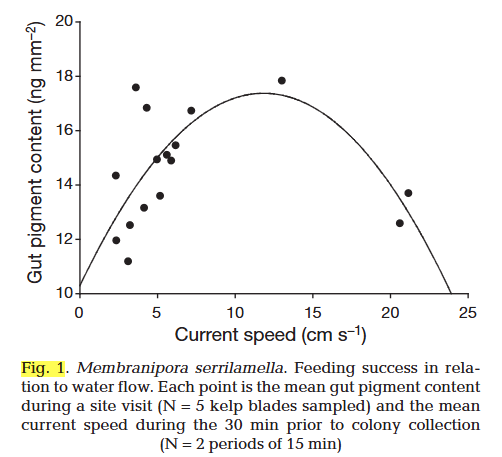 20
18
16
14
12
10
Gut pigment content (ng mm⁻²)
0 5 10 15 20 25
Current speed (cm s⁻¹)
Fig. 1. Membranipora serrilamella. Feeding success in rela-
tion to water flow. Each point is the mean gut pigment content
during a site visit (N = 5 kelp blades sampled) and the mean
current speed during the 30 min prior to colony collection
(N = 2 periods of 15 min)